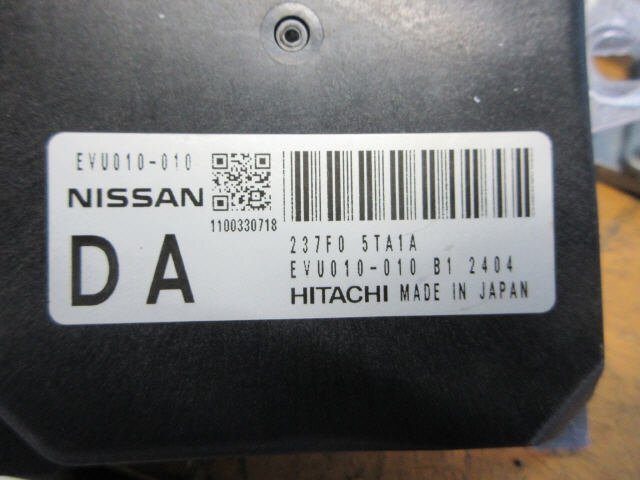 EVU010-010
NISSAN
1100330718
DA
237F0 5TA1A
EVU010-010 B1 2404
HITACHI MADE IN JAPAN